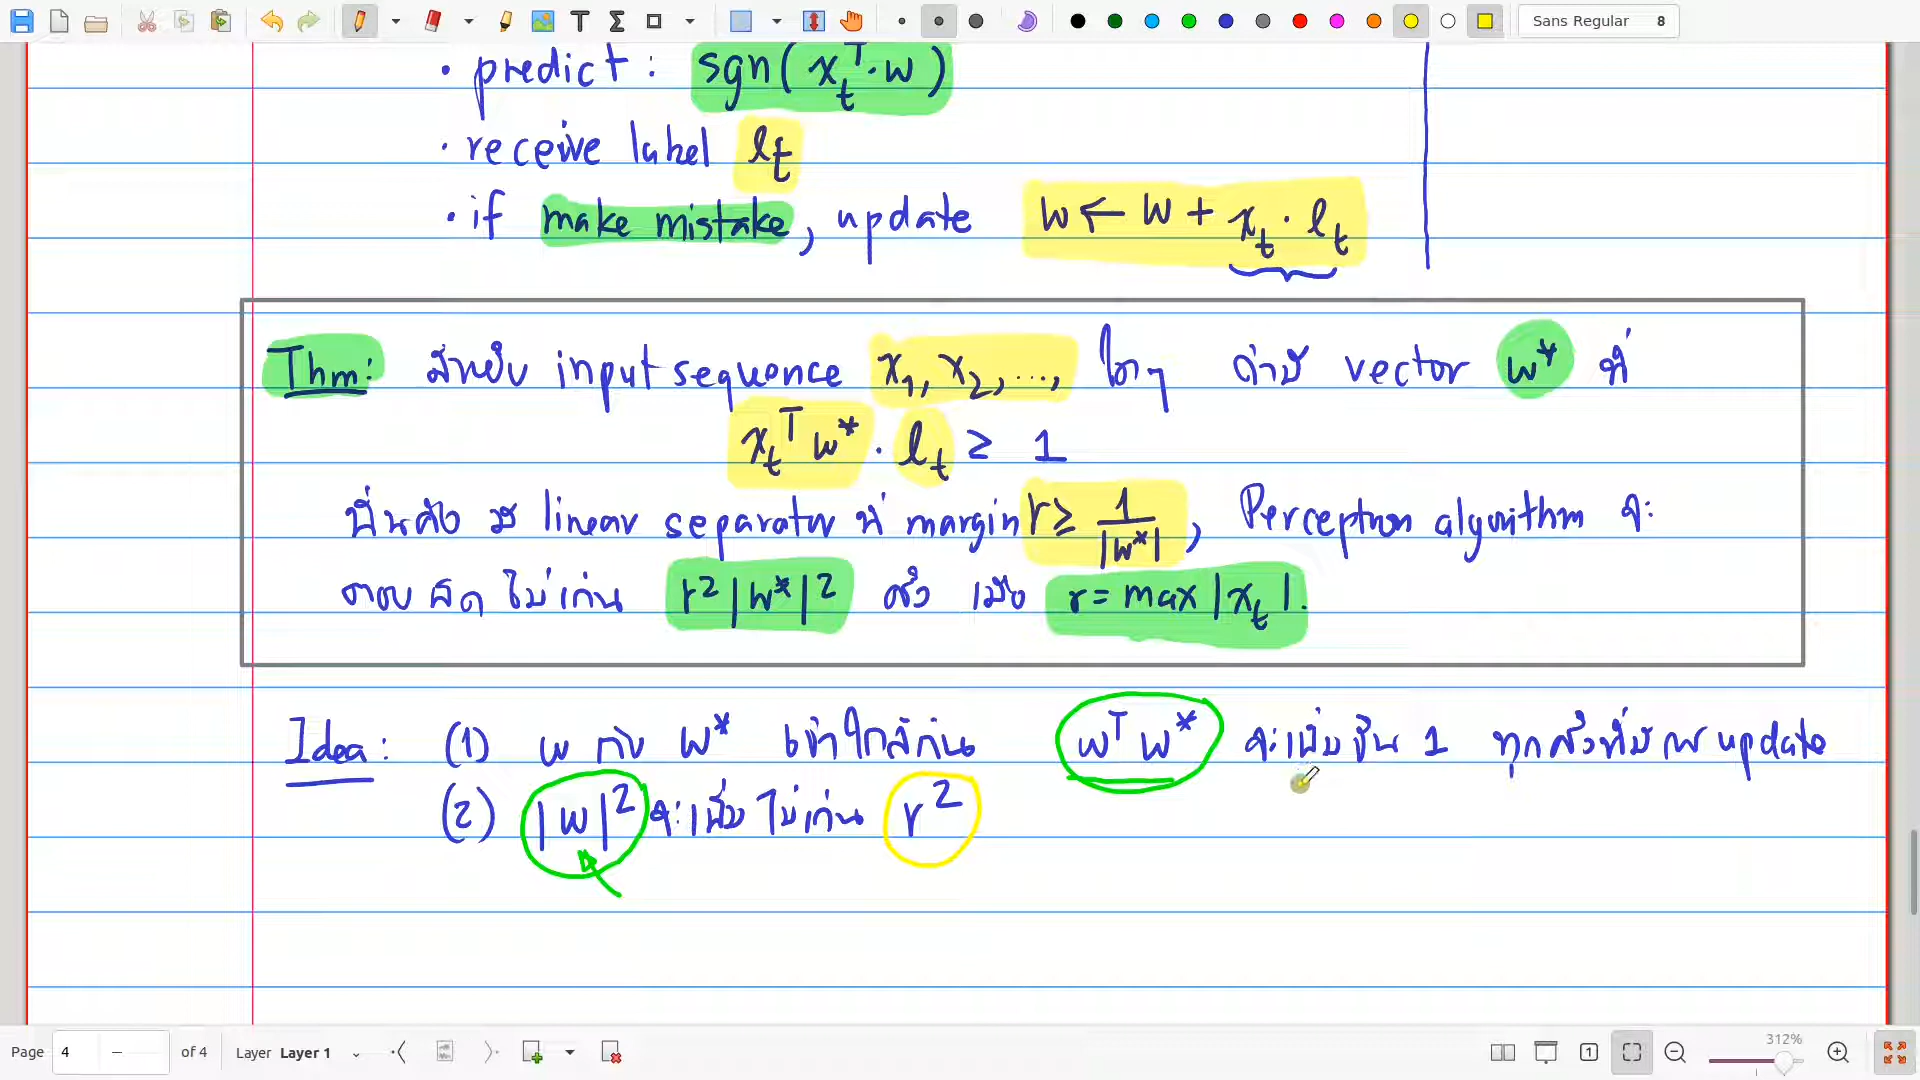 Sans Regular 8
• predict : sgn( x_t^T · w )
· receive label l_t
· if make mistake, update w ← w + x_t · l_t
Thm: สำหรับ input sequence x_1, x_2, ..., ใดๆ ถ้ามี vector w* ที่
x_t^T w* · l_t ≥ 1
นั่นคือ มี linear separator ที่ margin r ≥ 1/|w*| , Perceptron algorithm จะ
ตอบผิด ไม่เกิน r²|w*|² ครั้ง เมื่อ r = max |x_t|.
Idea: (1) w กับ w* เข้าใกล้กัน w^T w* จะเพิ่มขึ้น 1 ทุกครั้งที่มีการ update
(2) |w|² จะเพิ่ม ไม่เกิน r²
Page 4 of 4 Layer Layer 1 312%